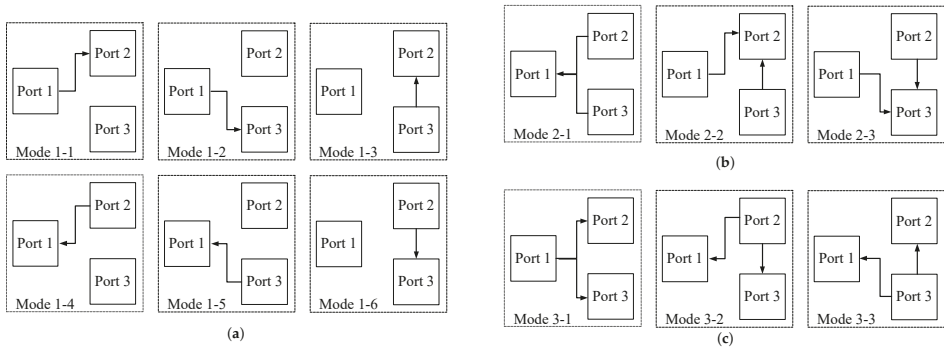 Port 2
Port 1
Port 3
Mode 1-1
Port 2
Port 1
Port 3
Mode 1-2
Port 2
Port 1
Port 3
Mode 1-3
Port 2
Port 1
Port 3
Mode 1-4
Port 2
Port 1
Port 3
Mode 1-5
Port 2
Port 1
Port 3
Mode 1-6
(a)
Port 2
Port 1
Port 3
Mode 2-1
Port 2
Port 1
Port 3
Mode 2-2
Port 2
Port 1
Port 3
Mode 2-3
(b)
Port 2
Port 1
Port 3
Mode 3-1
Port 2
Port 1
Port 3
Mode 3-2
Port 2
Port 1
Port 3
Mode 3-3
(c)